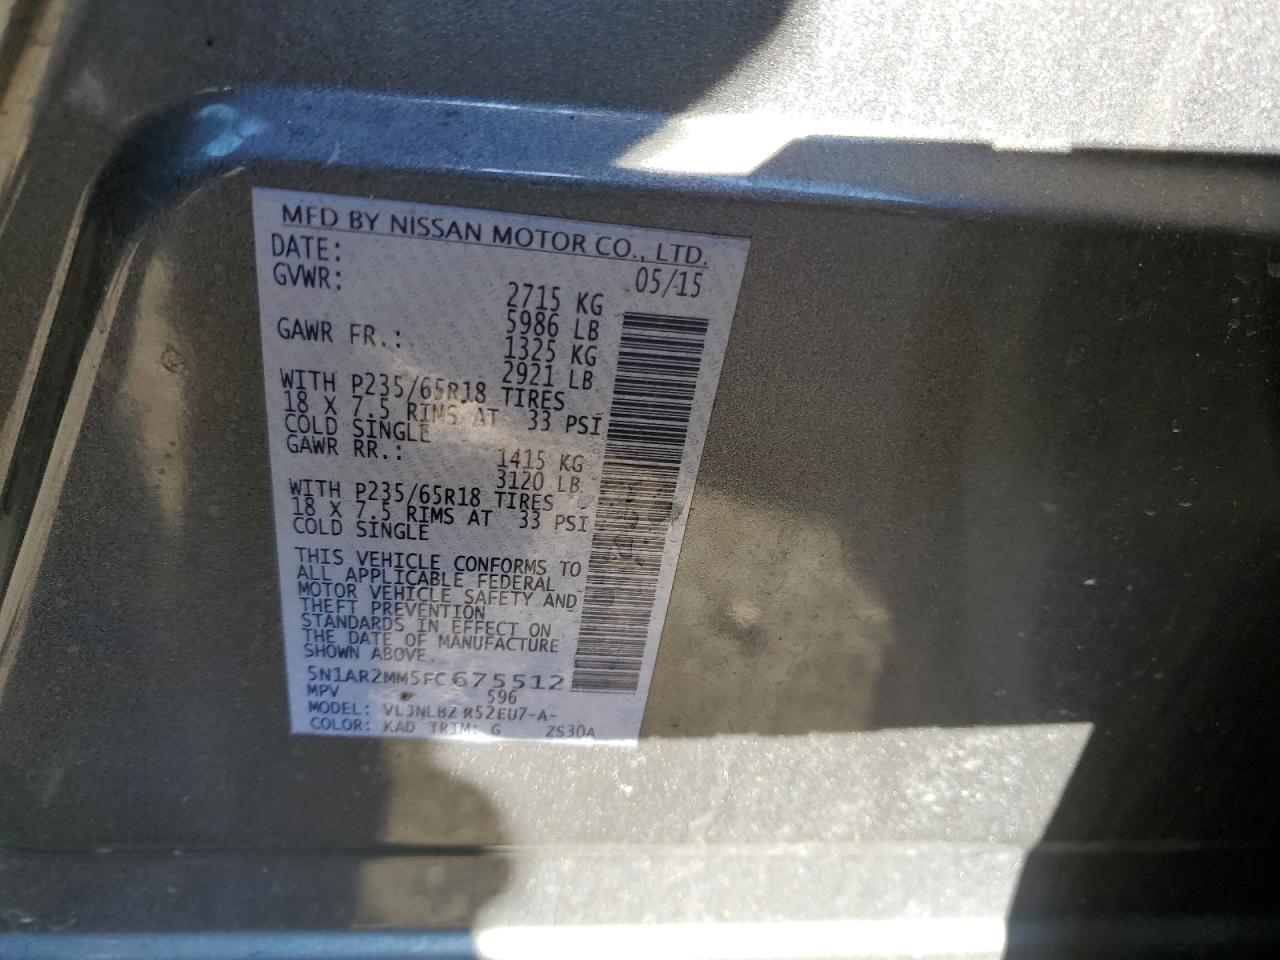 MFD BY NISSAN MOTOR CO., LTD.
DATE: 05/15
GVWR: 2715 KG
5986 LB
GAWR FR.: 1325 KG
2921 LB
WITH P235/65R18 TIRES
18 X 7.5 RIMS AT 33 PSI
COLD SINGLE
GAWR RR.: 1415 KG
3120 LB
WITH P235/65R18 TIRES
18 X 7.5 RIMS AT 33 PSI
COLD SINGLE
THIS VEHICLE CONFORMS TO
ALL APPLICABLE FEDERAL
MOTOR VEHICLE SAFETY AND
THEFT PREVENTION
STANDARDS IN EFFECT ON
THE DATE OF MANUFACTURE
SHOWN ABOVE.
5N1AR2MM5FC675512
MPV 596
MODEL: VLJNLBZ R52EU7-A-
COLOR: KAD TRIM: G ZS30A